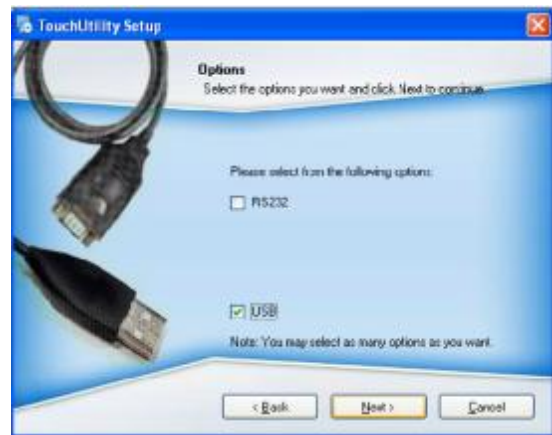 TouchUtility Setup
Options
Select the options you want and click Next to continue.
Please select from the following options:
RS232
USB
Note: You may select as many options as you want.
< Back
Next >
Cancel